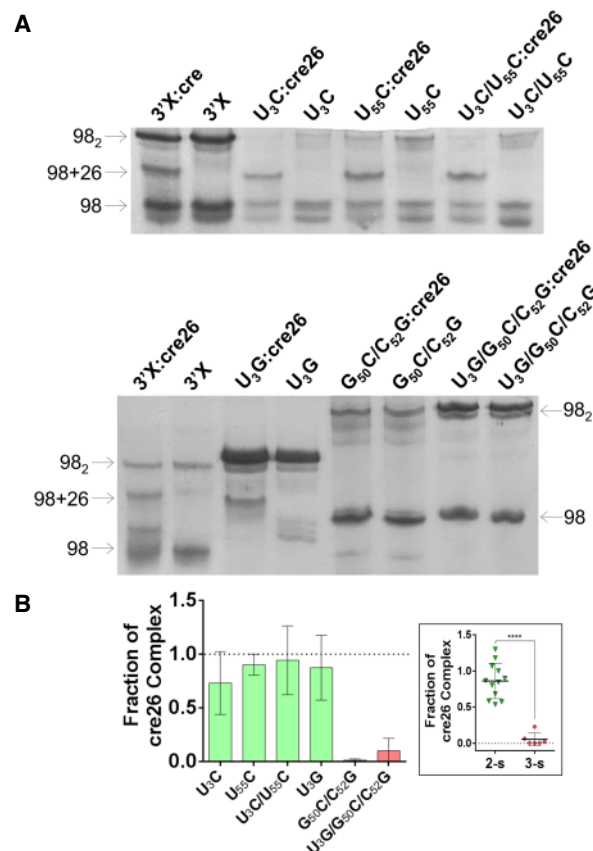 A
3'X:cre
3'X
U₃C:cre26
U₃C
U₅₅C:cre26
U₅₅C
U₃C/U₅₅C:cre26
U₃C/U₅₅C
98₂
98+26
98
3'X:cre26
3'X
U₃G:cre26
U₃G
G₅₀C/C₅₂G:cre26
G₅₀C/C₅₂G
U₃G/G₅₀C/C₅₂G:cre26
U₃G/G₅₀C/C₅₂G
98₂
98+26
98
98₂
98
B
Fraction of
cre26 Complex
1.5
1.0
0.5
0.0
U₃C
U₅₅C
U₃C/U₅₅C
U₃G
G₅₀C/C₅₂G
U₃G/G₅₀C/C₅₂G
Fraction of
cre26 Complex
1.5
1.0
0.5
0.0
****
2-s
3-s